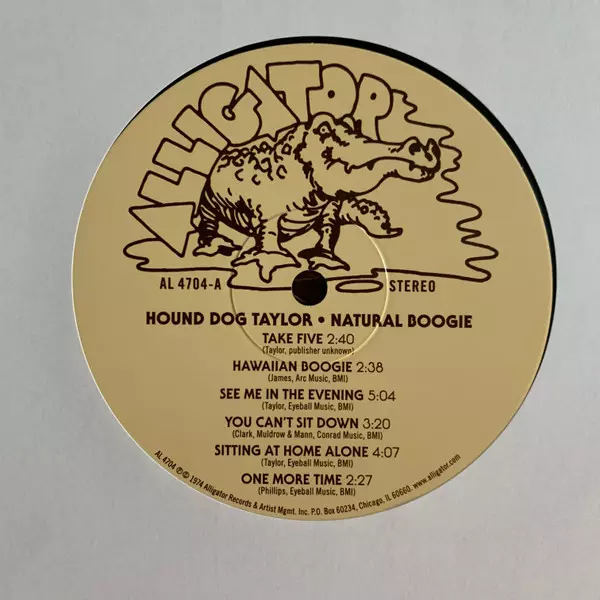 ALLIGATOR
AL 4704-A
STEREO
HOUND DOG TAYLOR • NATURAL BOOGIE
TAKE FIVE 2:40
(Taylor, publisher unknown)
HAWAIIAN BOOGIE 2:38
(James, Arc Music, BMI)
SEE ME IN THE EVENING 5:04
(Taylor, Eyeball Music, BMI)
YOU CAN'T SIT DOWN 3:20
(Clark, Muldrow & Mann, Conrad Music, BMI)
SITTING AT HOME ALONE 4:07
(Taylor, Eyeball Music, BMI)
ONE MORE TIME 2:27
(Phillips, Eyeball Music, BMI)
AL 4704 ℗© 1974 Alligator Records & Artist Mgmt. Inc. P.O. Box 60234, Chicago, IL 60660. www.alligator.com